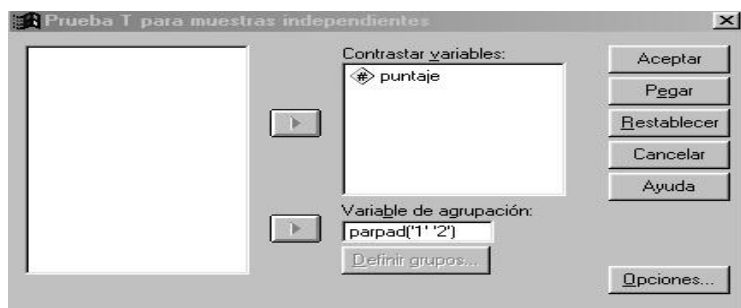 Prueba T para muestras independientes
Contrastar variables:
# puntaje
Aceptar
Pegar
Restablecer
Cancelar
Ayuda
Variable de agrupación:
parpad('1' '2')
Definir grupos...
Opciones...